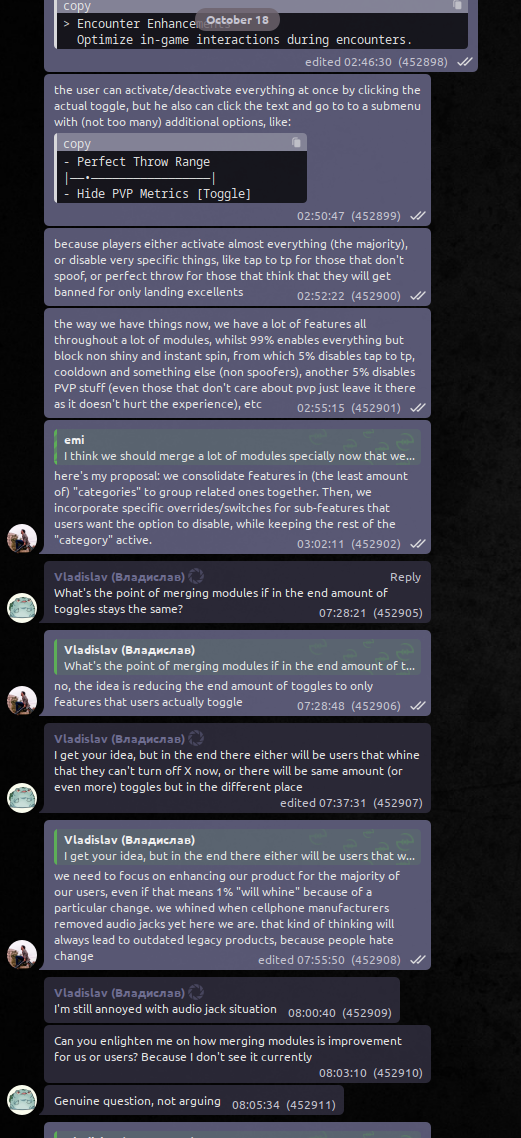 copy
> Encounter Enhance
October 18
Optimize in-game interactions during encounters.
edited 02:46:30 (452898)
the user can activate/deactivate everything at once by clicking the
actual toggle, but he also can click the text and go to to a submenu
with (not too many) additional options, like:
copy
- Perfect Throw Range
|——•————————————————|
- Hide PVP Metrics [Toggle]
02:50:47 (452899)
because players either activate almost everything (the majority),
or disable very specific things, like tap to tp for those that don't
spoof, or perfect throw for those that think that they will get
banned for only landing excellents
02:52:22 (452900)
the way we have things now, we have a lot of features all
throughout a lot of modules, whilst 99% enables everything but
block non shiny and instant spin, from which 5% disables tap to tp,
cooldown and something else (non spoofers), another 5% disables
PVP stuff (even those that don't care about pvp just leave it there
as it doesn't hurt the experience), etc
02:55:15 (452901)
emi
I think we should merge a lot of modules specially now that we...
here's my proposal: we consolidate features in (the least amount
of) "categories" to group related ones together. Then, we
incorporate specific overrides/switches for sub-features that
users want the option to disable, while keeping the rest of the
"category" active.
03:02:11 (452902)
Vladislav (Владислав)
Reply
What's the point of merging modules if in the end amount of
toggles stays the same?
07:28:21 (452905)
Vladislav (Владислав)
What's the point of merging modules if in the end amount of t...
no, the idea is reducing the end amount of toggles to only
features that users actually toggle
07:28:48 (452906)
Vladislav (Владислав)
I get your idea, but in the end there either will be users that whine
that they can't turn off X now, or there will be same amount (or
even more) toggles but in the different place
edited 07:37:31 (452907)
Vladislav (Владислав)
I get your idea, but in the end there either will be users that w...
we need to focus on enhancing our product for the majority of
our users, even if that means 1% "will whine" because of a
particular change. we whined when cellphone manufacturers
removed audio jacks yet here we are. that kind of thinking will
always lead to outdated legacy products, because people hate
change
edited 07:55:50 (452908)
Vladislav (Владислав)
I'm still annoyed with audio jack situation
08:00:40 (452909)
Can you enlighten me on how merging modules is improvement
for us or users? Because I don't see it currently
08:03:10 (452910)
Genuine question, not arguing
08:05:34 (452911)